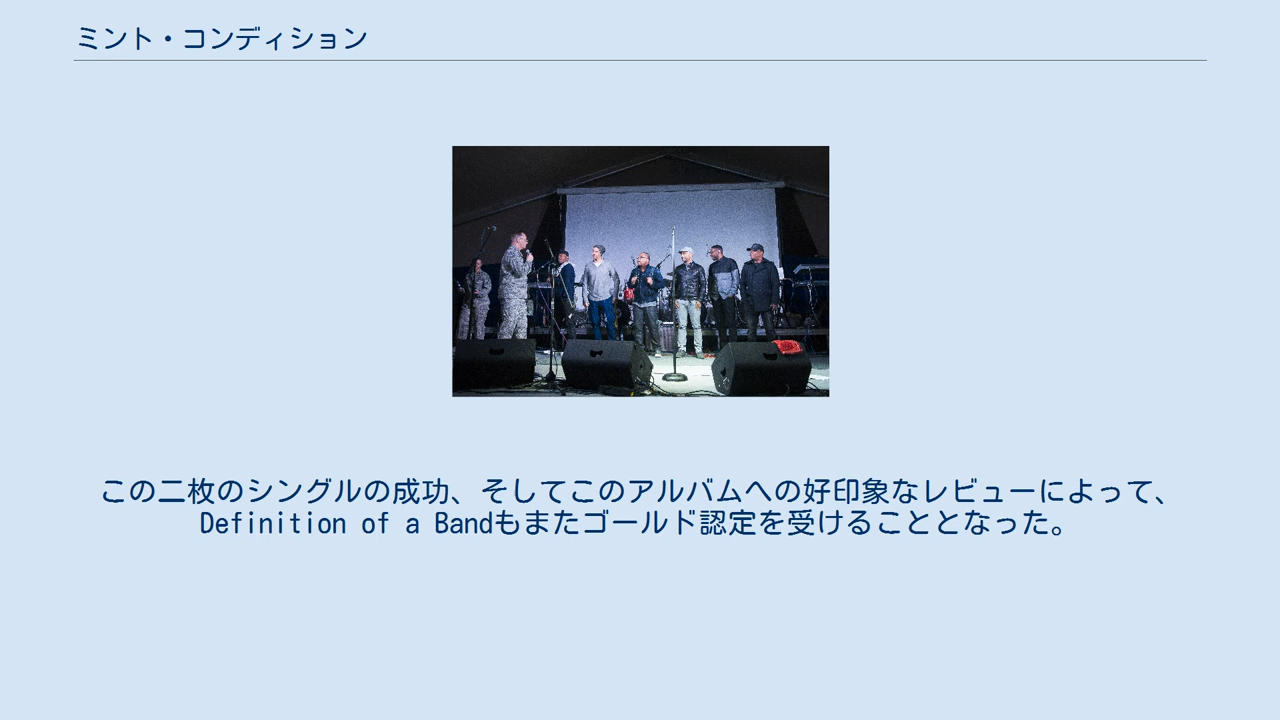 ミント・コンディション
この二枚のシングルの成功、そしてこのアルバムへの好印象なレビューによって、
Definition of a Bandもまたゴールド認定を受けることとなった。